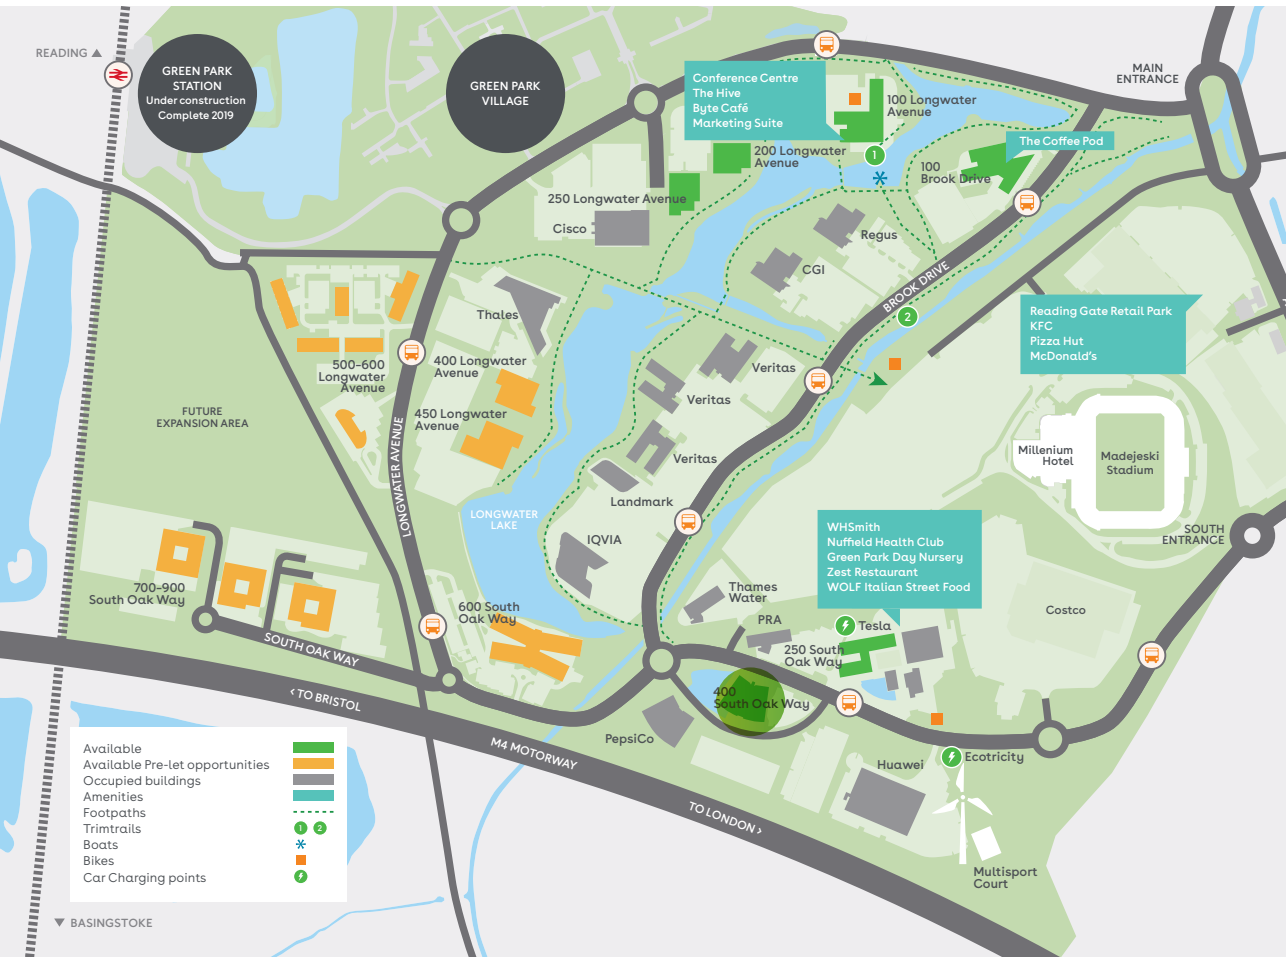 READING
GREEN PARK
STATION
Under construction
Complete 2019
GREEN PARK
VILLAGE
MAIN
ENTRANCE
Conference Centre
The Hive
Byte Café
Marketing Suite
100 Longwater
Avenue
200 Longwater
Avenue
1
The Coffee Pod
100
Brook Drive
250 Longwater Avenue
Cisco
Regus
CGI
BROOK DRIVE
2
Thales
Reading Gate Retail Park
KFC
Pizza Hut
McDonald's
500-600
Longwater
Avenue
400 Longwater
Avenue
Veritas
Veritas
Veritas
450 Longwater
Avenue
FUTURE
EXPANSION AREA
LONGWATER AVENUE
Millenium
Hotel
Madejeski
Stadium
Landmark
LONGWATER
LAKE
IQVIA
SOUTH
ENTRANCE
WHSmith
Nuffield Health Club
Green Park Day Nursery
Zest Restaurant
WOLF Italian Street Food
700-900
South Oak Way
600 South
Oak Way
Thames
Water
PRA
Tesla
Costco
250 South
Oak Way
SOUTH OAK WAY
400
South Oak Way
‹ TO BRISTOL
PepsiCo
M4 MOTORWAY
Huawei
Ecotricity
TO LONDON ›
Multisport
Court
Available
Available Pre-let opportunities
Occupied buildings
Amenities
Footpaths
Trimtrails
1 2
Boats
Bikes
Car Charging points
BASINGSTOKE